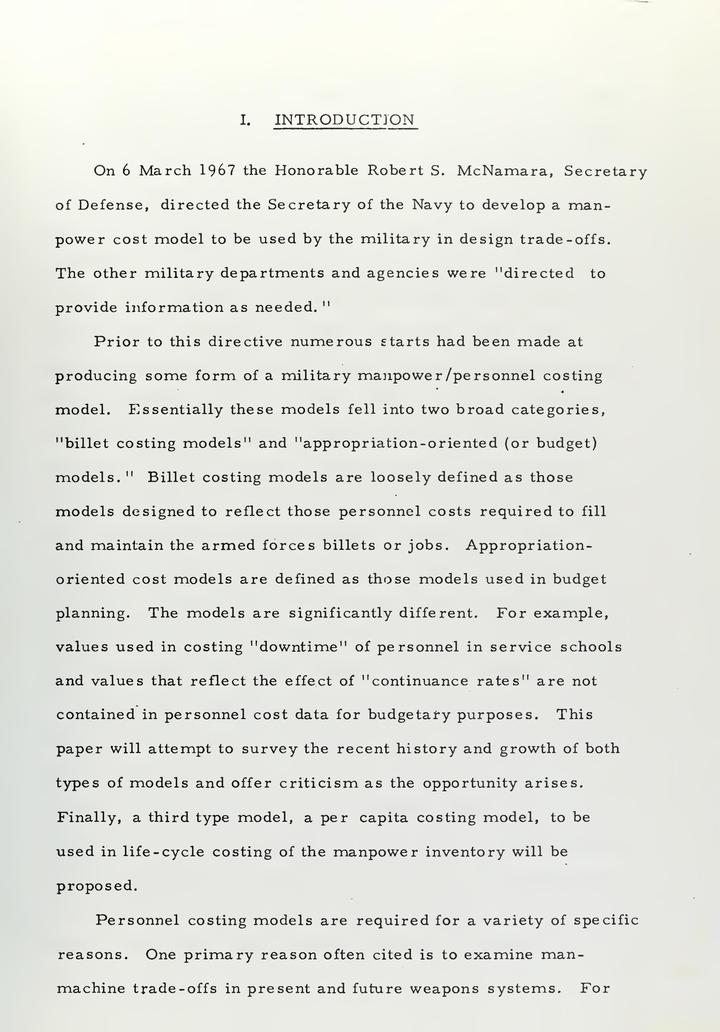 I. INTRODUCTION
On 6 March 1967 the Honorable Robert S. McNamara, Secretary
of Defense, directed the Secretary of the Navy to develop a man-
power cost model to be used by the military in design trade-offs.
The other military departments and agencies were "directed to
provide information as needed."
Prior to this directive numerous starts had been made at
producing some form of a military manpower/personnel costing
model. Essentially these models fell into two broad categories,
"billet costing models" and "appropriation-oriented (or budget)
models." Billet costing models are loosely defined as those
models designed to reflect those personnel costs required to fill
and maintain the armed forces billets or jobs. Appropriation-
oriented cost models are defined as those models used in budget
planning. The models are significantly different. For example,
values used in costing "downtime" of personnel in service schools
and values that reflect the effect of "continuance rates" are not
contained in personnel cost data for budgetary purposes. This
paper will attempt to survey the recent history and growth of both
types of models and offer criticism as the opportunity arises.
Finally, a third type model, a per capita costing model, to be
used in life-cycle costing of the manpower inventory will be
proposed.
Personnel costing models are required for a variety of specific
reasons. One primary reason often cited is to examine man-
machine trade-offs in present and future weapons systems. For